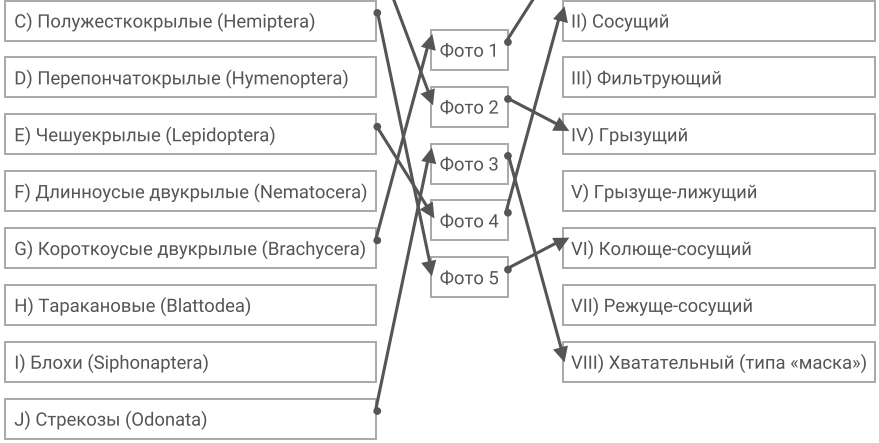 C) Полужесткокрылые (Hemiptera)
D) Перепончатокрылые (Hymenoptera)
E) Чешуекрылые (Lepidoptera)
F) Длинноусые двукрылые (Nematocera)
G) Короткоусые двукрылые (Brachycera)
H) Таракановые (Blattodea)
I) Блохи (Siphonaptera)
J) Стрекозы (Odonata)
Фото 1
Фото 2
Фото 3
Фото 4
Фото 5
II) Сосущий
III) Фильтрующий
IV) Грызущий
V) Грызуще-лижущий
VI) Колюще-сосущий
VII) Режуще-сосущий
VIII) Хватательный (типа «маска»)